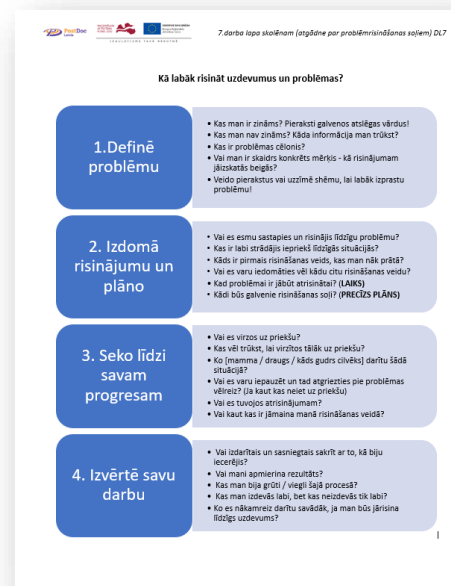 PostDoc
Latvia
IEGULDĪJUMS TAVĀ NĀKOTNĒ
7.darba lapa skolēnam (atgādne par problēmrisināšanas soļiem) DL7
Kā labāk risināt uzdevumus un problēmas?
1.Definē
problēmu
• Kas man ir zināms? Pieraksti galvenos atslēgas vārdus!
• Kas man nav zināms? Kāda informācija man trūkst?
• Kas ir problēmas cēlonis?
• Vai man ir skaidrs konkrēts mērķis - kā risinājumam
jāizskatās beigās?
• Veido pierakstus vai uzzīmē shēmu, lai labāk izprastu
problēmu!
2. Izdomā
risinājumu un
plāno
• Vai es esmu sastapies un risinājis līdzīgu problēmu?
• Kas ir labi strādājis iepriekš līdzīgās situācijās?
• Kāds ir pirmais risināšanas veids, kas man nāk prātā?
• Vai es varu iedomāties vēl kādu citu risināšanas veidu?
• Kad problēmai ir jābūt atrisinātai? (LAIKS)
• Kādi būs galvenie risināšanas soļi? (PRECĪZS PLĀNS)
3. Seko līdzi
savam
progresam
• Vai es virzos uz priekšu?
• Kas vēl trūkst, lai virzītos tālāk uz priekšu?
• Ko [mamma / draugs / kāds gudrs cilvēks] darītu šādā
situācijā?
• Vai es varu iepauzēt un tad atgriezties pie problēmas
vēlreiz? (Ja kaut kas neiet uz priekšu)
• Vai es tuvojos atrisinājumam?
• Vai kaut kas ir jāmaina manā risināšanas veidā?
4. Izvērtē savu
darbu
• Vai izdarītais un sasniegtais sakrīt ar to, kā biju
iecerējis?
• Vai mani apmierina rezultāts?
• Kas man bija grūti / viegli šajā procesā?
• Kas man izdevās labi, bet kas neizdevās tik labi?
• Ko es nākamreiz darītu savādāk, ja man būs jārisina
līdzīgs uzdevums?